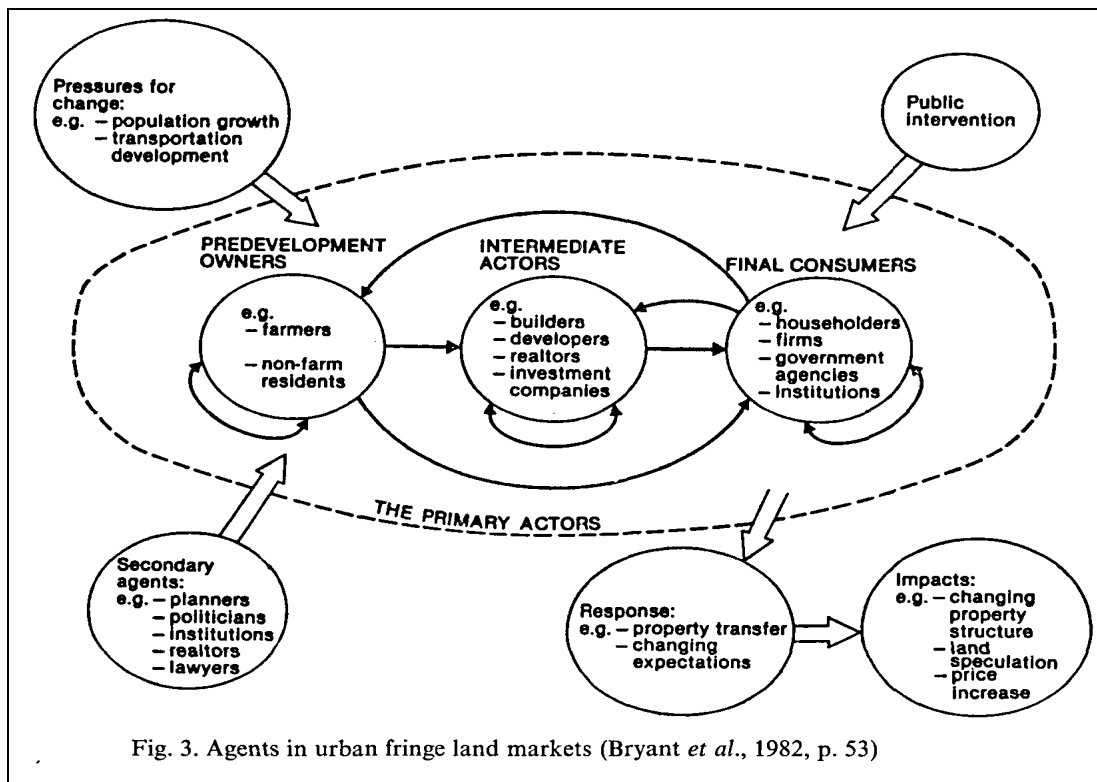 Pressures for
change:
e.g. – population growth
– transportation
development
Public
intervention
PREDEVELOPMENT
OWNERS
e.g.
– farmers
– non-farm
residents
INTERMEDIATE
ACTORS
e.g.
– builders
– developers
– realtors
– investment
companies
FINAL CONSUMERS
e.g.
– householders
– firms
– government
agencies
– institutions
THE PRIMARY ACTORS
Secondary
agents:
e.g. – planners
– politicians
– institutions
– realtors
– lawyers
Response:
e.g. – property transfer
– changing
expectations
Impacts:
e.g. – changing
property
structure
– land
speculation
– price
increase
Fig. 3. Agents in urban fringe land markets (Bryant et al., 1982, p. 53)